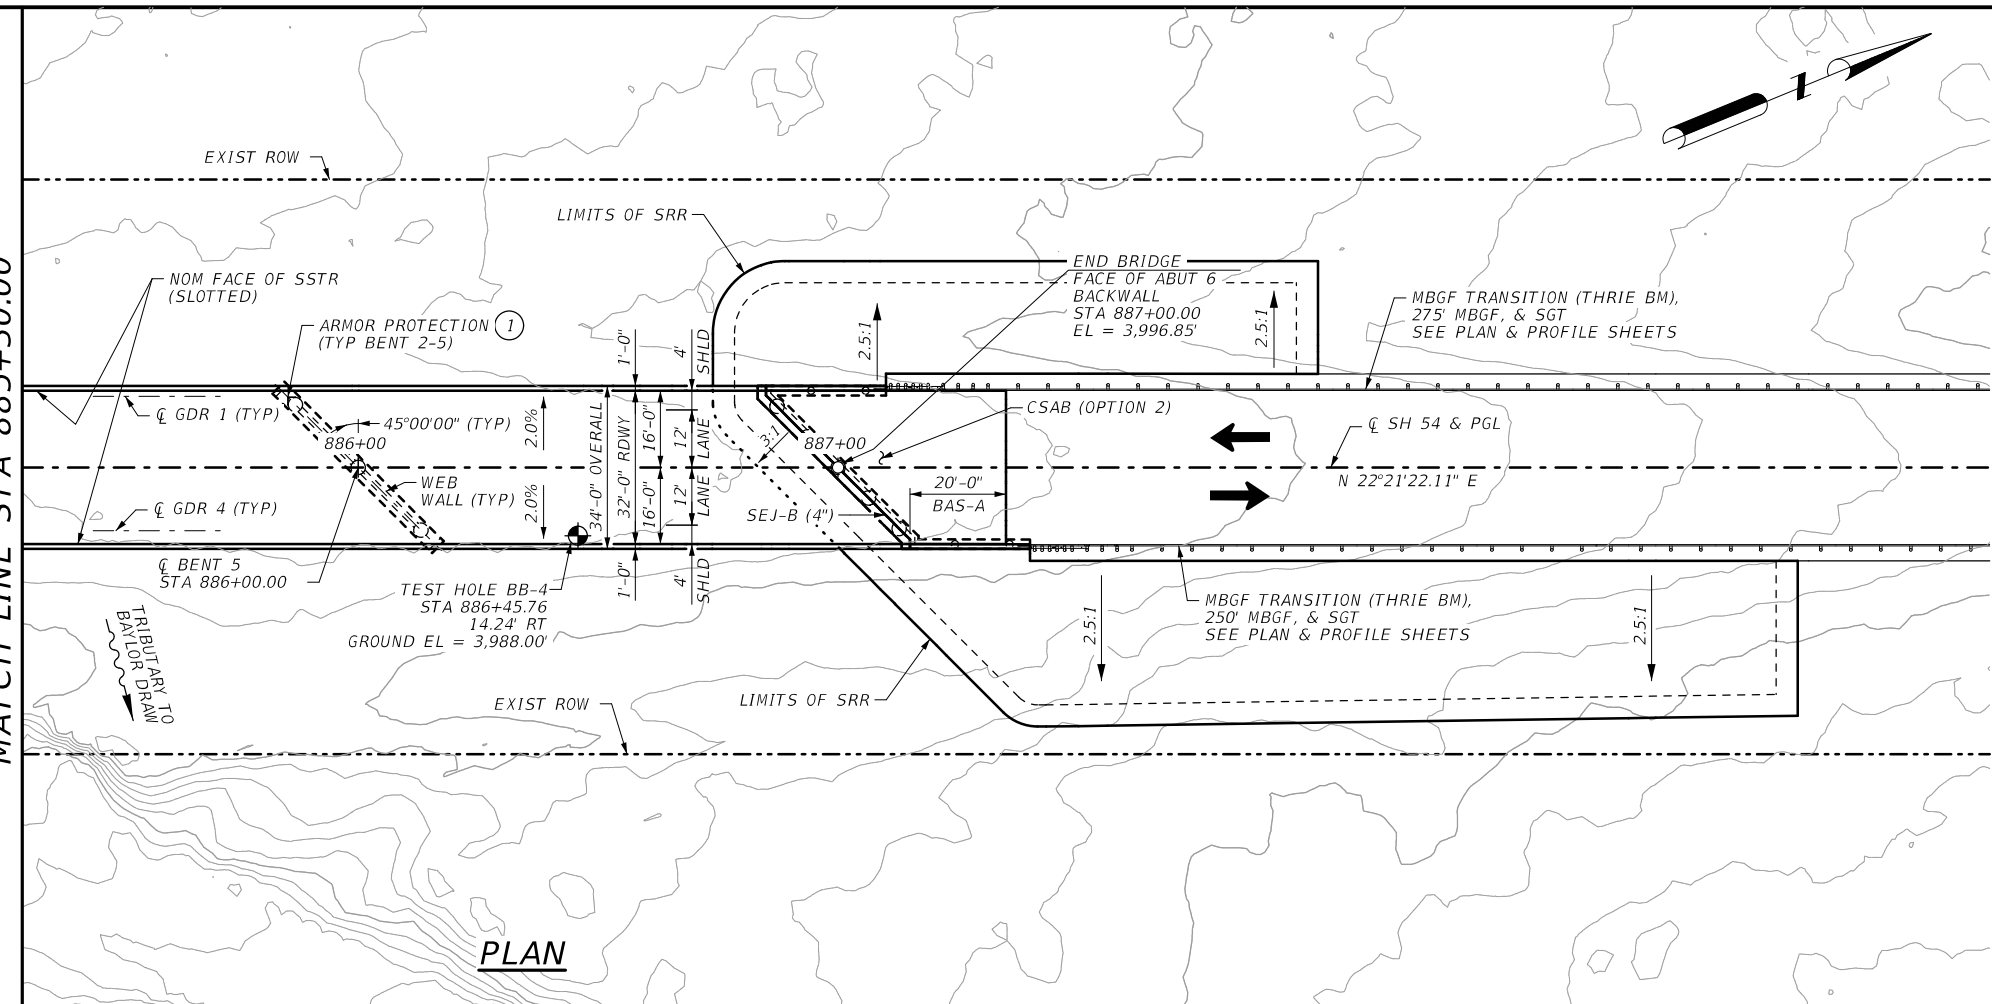 MATCH LINE STA 885+50.00
EXIST ROW
LIMITS OF SRR
NOM FACE OF SSTR
(SLOTTED)
ARMOR PROTECTION 1
(TYP BENT 2-5)
1'-0"
4'
SHLD
2.5:1
END BRIDGE
FACE OF ABUT 6
BACKWALL
STA 887+00.00
EL = 3,996.85'
2.5:1
MBGF TRANSITION (THRIE BM),
275' MBGF, & SGT
SEE PLAN & PROFILE SHEETS
N
℄ GDR 1 (TYP)
45°00'00" (TYP)
886+00
2.0%
34'-0" OVERALL
32'-0" RDWY
16'-0"
12'
LANE
3:1
887+00
CSAB (OPTION 2)
℄ SH 54 & PGL
N 22°21'22.11" E
WEB
WALL (TYP)
℄ GDR 4 (TYP)
2.0%
16'-0"
12'
LANE
SEJ-B (4")
20'-0"
BAS-A
℄ BENT 5
STA 886+00.00
TEST HOLE BB-4
STA 886+45.76
14.24' RT
GROUND EL = 3,988.00'
1'-0"
4'
SHLD
2.5:1
MBGF TRANSITION (THRIE BM),
250' MBGF, & SGT
SEE PLAN & PROFILE SHEETS
2.5:1
TRIBUTARY TO
BAYLOR DRAW
EXIST ROW
LIMITS OF SRR
PLAN